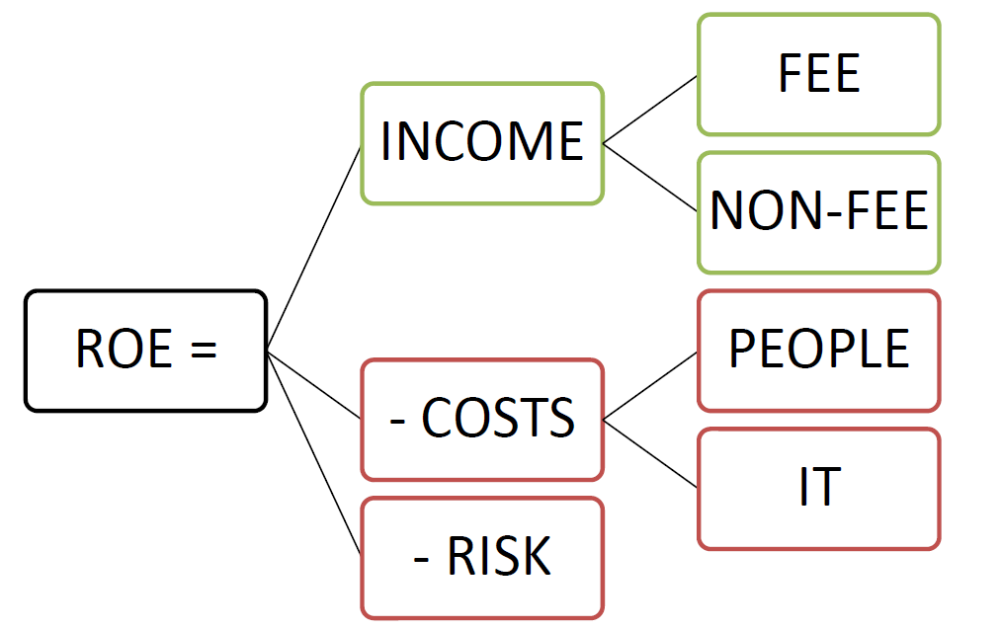 ROE =
INCOME
FEE
NON-FEE
- COSTS
PEOPLE
IT
- RISK